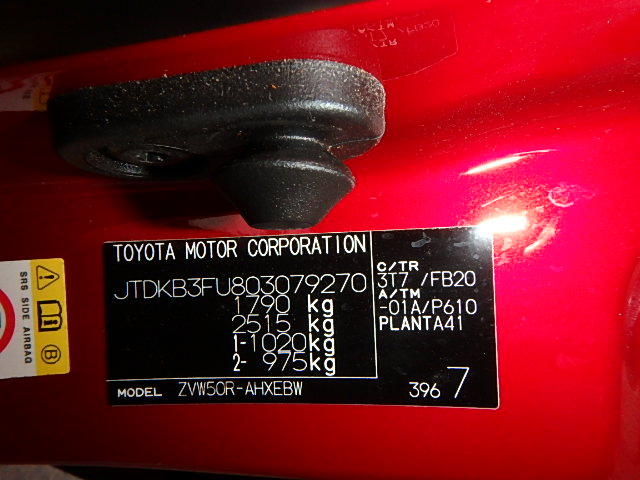 TOYOTA MOTOR CORPORATION
JTDKB3FU803079270
1790 kg
2515 kg
1-1020kg
2- 975kg
MODEL ZVW50R-AHXEBW
C/TR
3T7 /FB20
A/TM
-01A/P610
PLANTA41
396 7
SRS SIDE AIRBAG
B